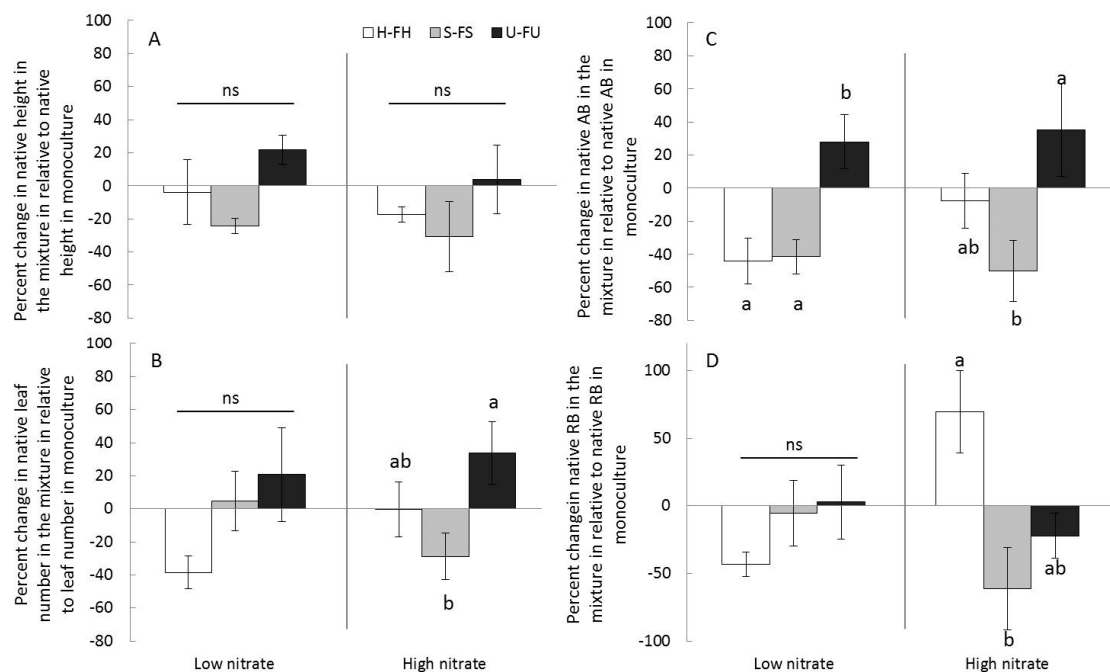 A
H-FH S-FS U-FU
Percent change in native height in
the mixture in relative to native
height in monoculture
100
80
60
40
20
0
-20
-40
-60
-80
ns
ns
C
Percent change in native AB in the
mixture in relative to native AB in
monoculture
100
80
60
40
20
0
-20
-40
-60
-80
a
a
b
ab
b
a
B
Percent change in native leaf
number in the mixture in relative
to leaf number in monoculture
100
80
60
40
20
0
-20
-40
-60
-80
ns
ab
b
a
Low nitrate
High nitrate
D
Percent changein native RB in the
mixture in relative to native RB in
monoculture
100
50
0
-50
-100
ns
a
b
ab
Low nitrate
High nitrate